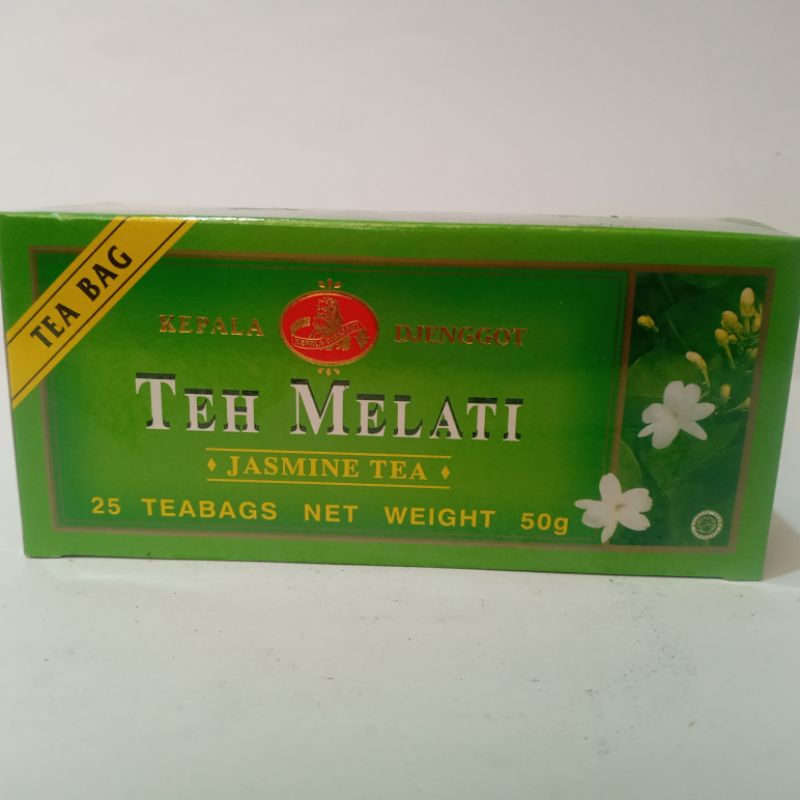 TEA BAG
KEPALA DJENGGOT
TEH MELATI
JASMINE TEA
25 TEABAGS NET WEIGHT 50g